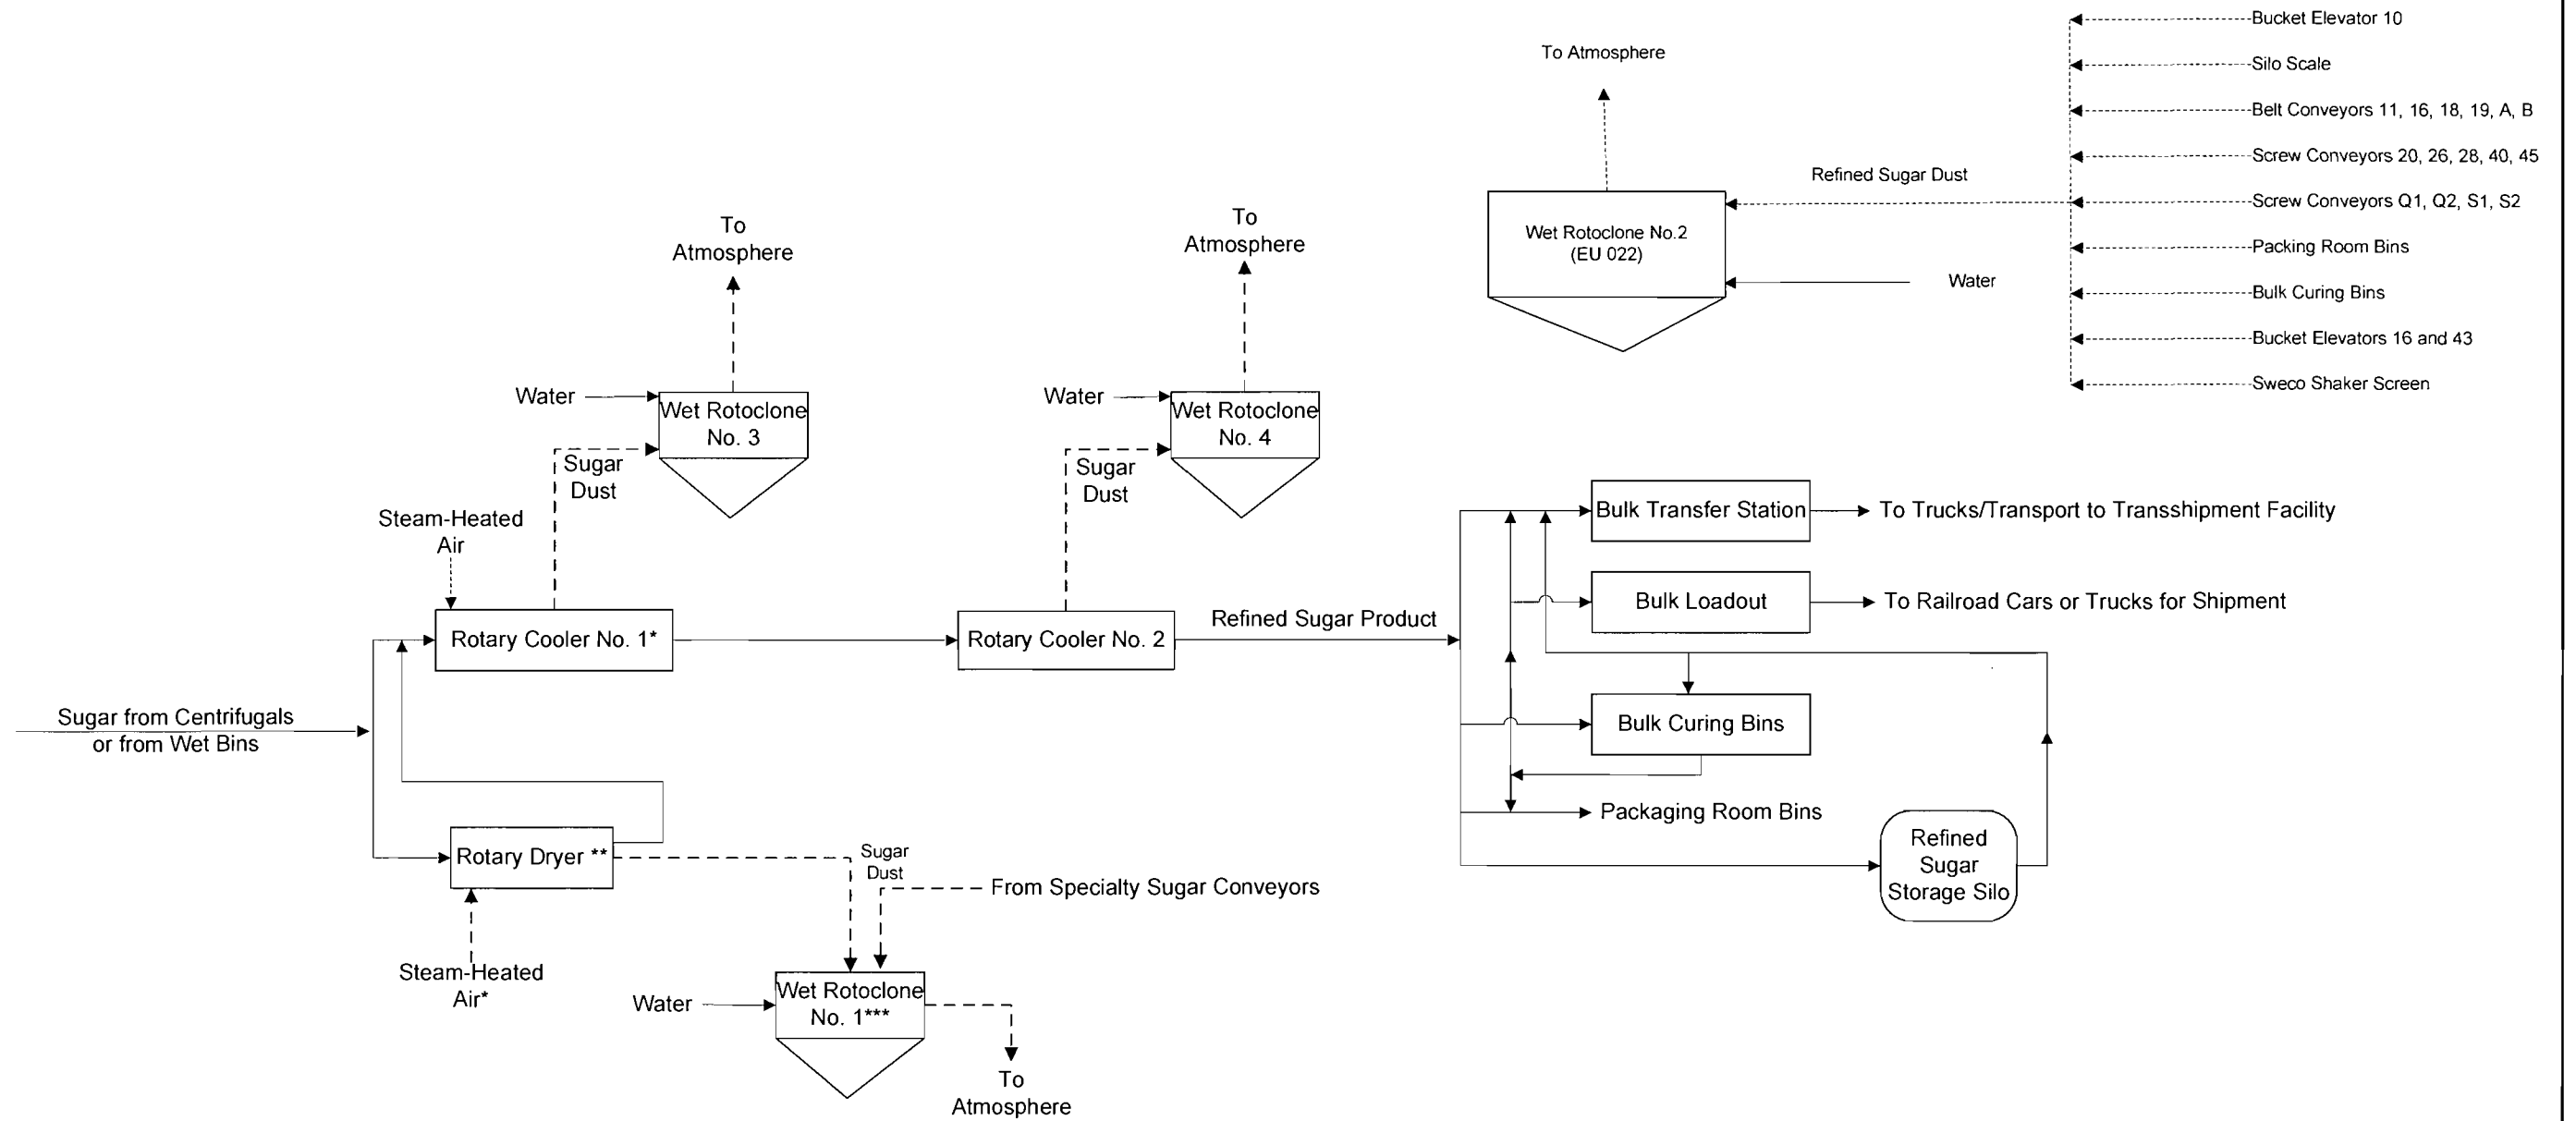 Bucket Elevator 10
To Atmosphere
Silo Scale
Belt Conveyors 11, 16, 18, 19, A, B
Screw Conveyors 20, 26, 28, 40, 45
Refined Sugar Dust
Screw Conveyors Q1, Q2, S1, S2
Wet Rotoclone No.2
(EU 022)
Packing Room Bins
Water
Bulk Curing Bins
Bucket Elevators 16 and 43
Sweco Shaker Screen
To
Atmosphere
To
Atmosphere
Water
Wet Rotoclone
No. 3
Sugar
Dust
Water
Wet Rotoclone
No. 4
Sugar
Dust
Steam-Heated
Air
Bulk Transfer Station
To Trucks/Transport to Transshipment Facility
Bulk Loadout
To Railroad Cars or Trucks for Shipment
Rotary Cooler No. 1*
Rotary Cooler No. 2
Refined Sugar Product
Sugar from Centrifugals
or from Wet Bins
Bulk Curing Bins
Packaging Room Bins
Refined
Sugar
Storage Silo
Rotary Dryer **
Sugar
Dust
From Specialty Sugar Conveyors
Steam-Heated
Air*
Water
Wet Rotoclone
No. 1***
To
Atmosphere